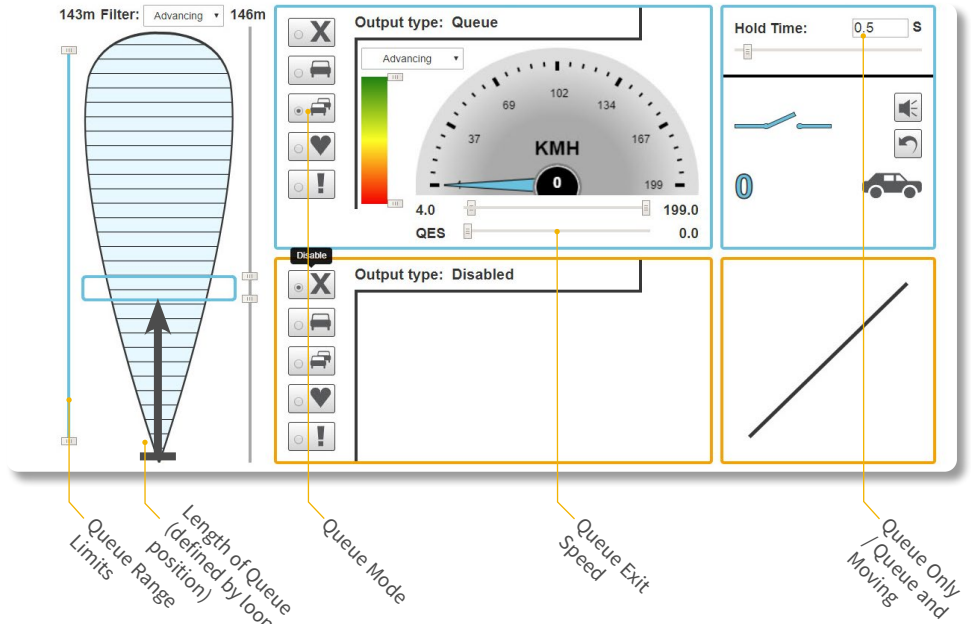 143m Filter: Advancing 146m
Output type: Queue
Advancing
37
69
102
134
167
199
KMH
0
4.0 199.0
QES 0.0
Hold Time: 0.5 S
0
Disable
Output type: Disabled
Queue Range
Limits
Length of Queue
(defined by loop
position)
Queue Mode
Queue Exit
Speed
Queue Only
/ Queue and
Moving